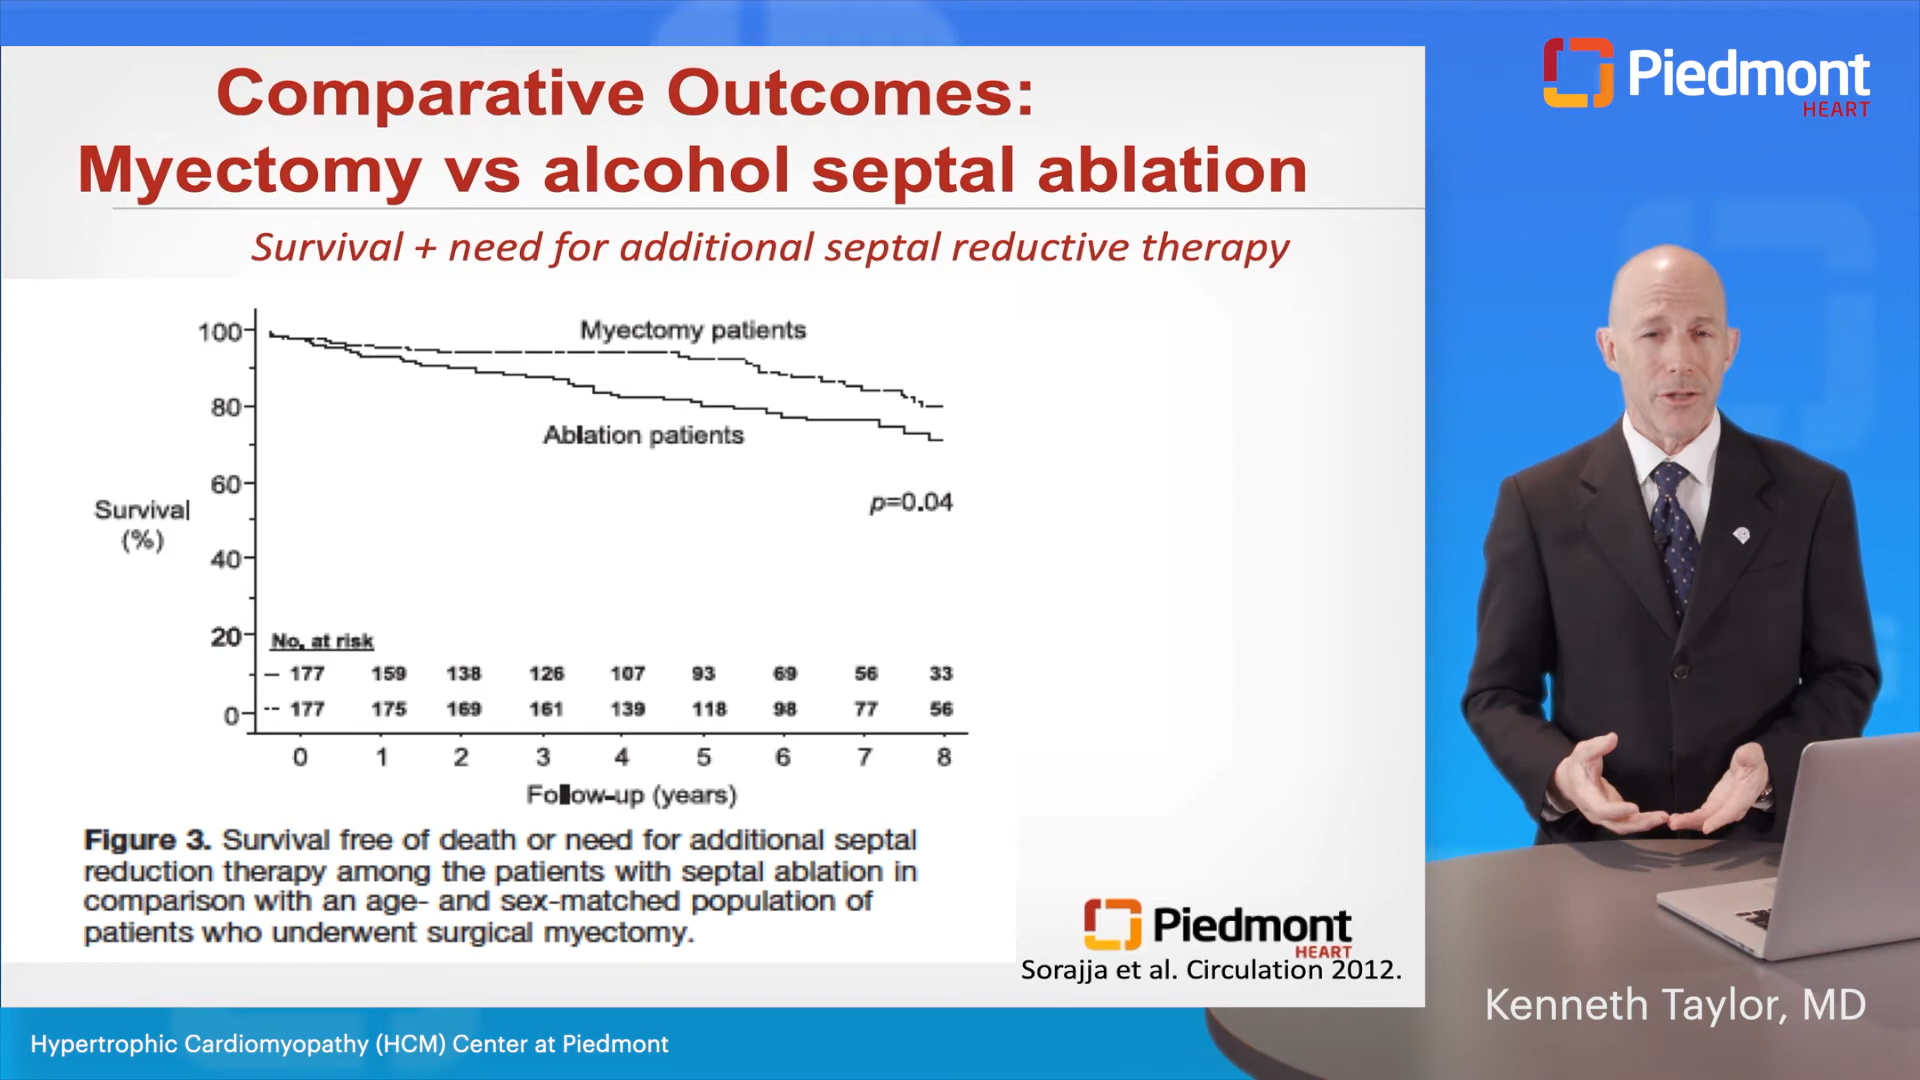 Comparative Outcomes:
Myectomy vs alcohol septal ablation
Survival + need for additional septal reductive therapy
100
80
60
40
20
0
Survival
(%)
Myectomy patients
Ablation patients
p=0.04
No. at risk
— 177 159 138 126 107 93 69 56 33
-- 177 175 169 161 139 118 98 77 56
0 1 2 3 4 5 6 7 8
Follow-up (years)
Figure 3. Survival free of death or need for additional septal
reduction therapy among the patients with septal ablation in
comparison with an age- and sex-matched population of
patients who underwent surgical myectomy.
Piedmont
HEART
Sorajja et al. Circulation 2012.
Piedmont
HEART
Kenneth Taylor, MD
Hypertrophic Cardiomyopathy (HCM) Center at Piedmont